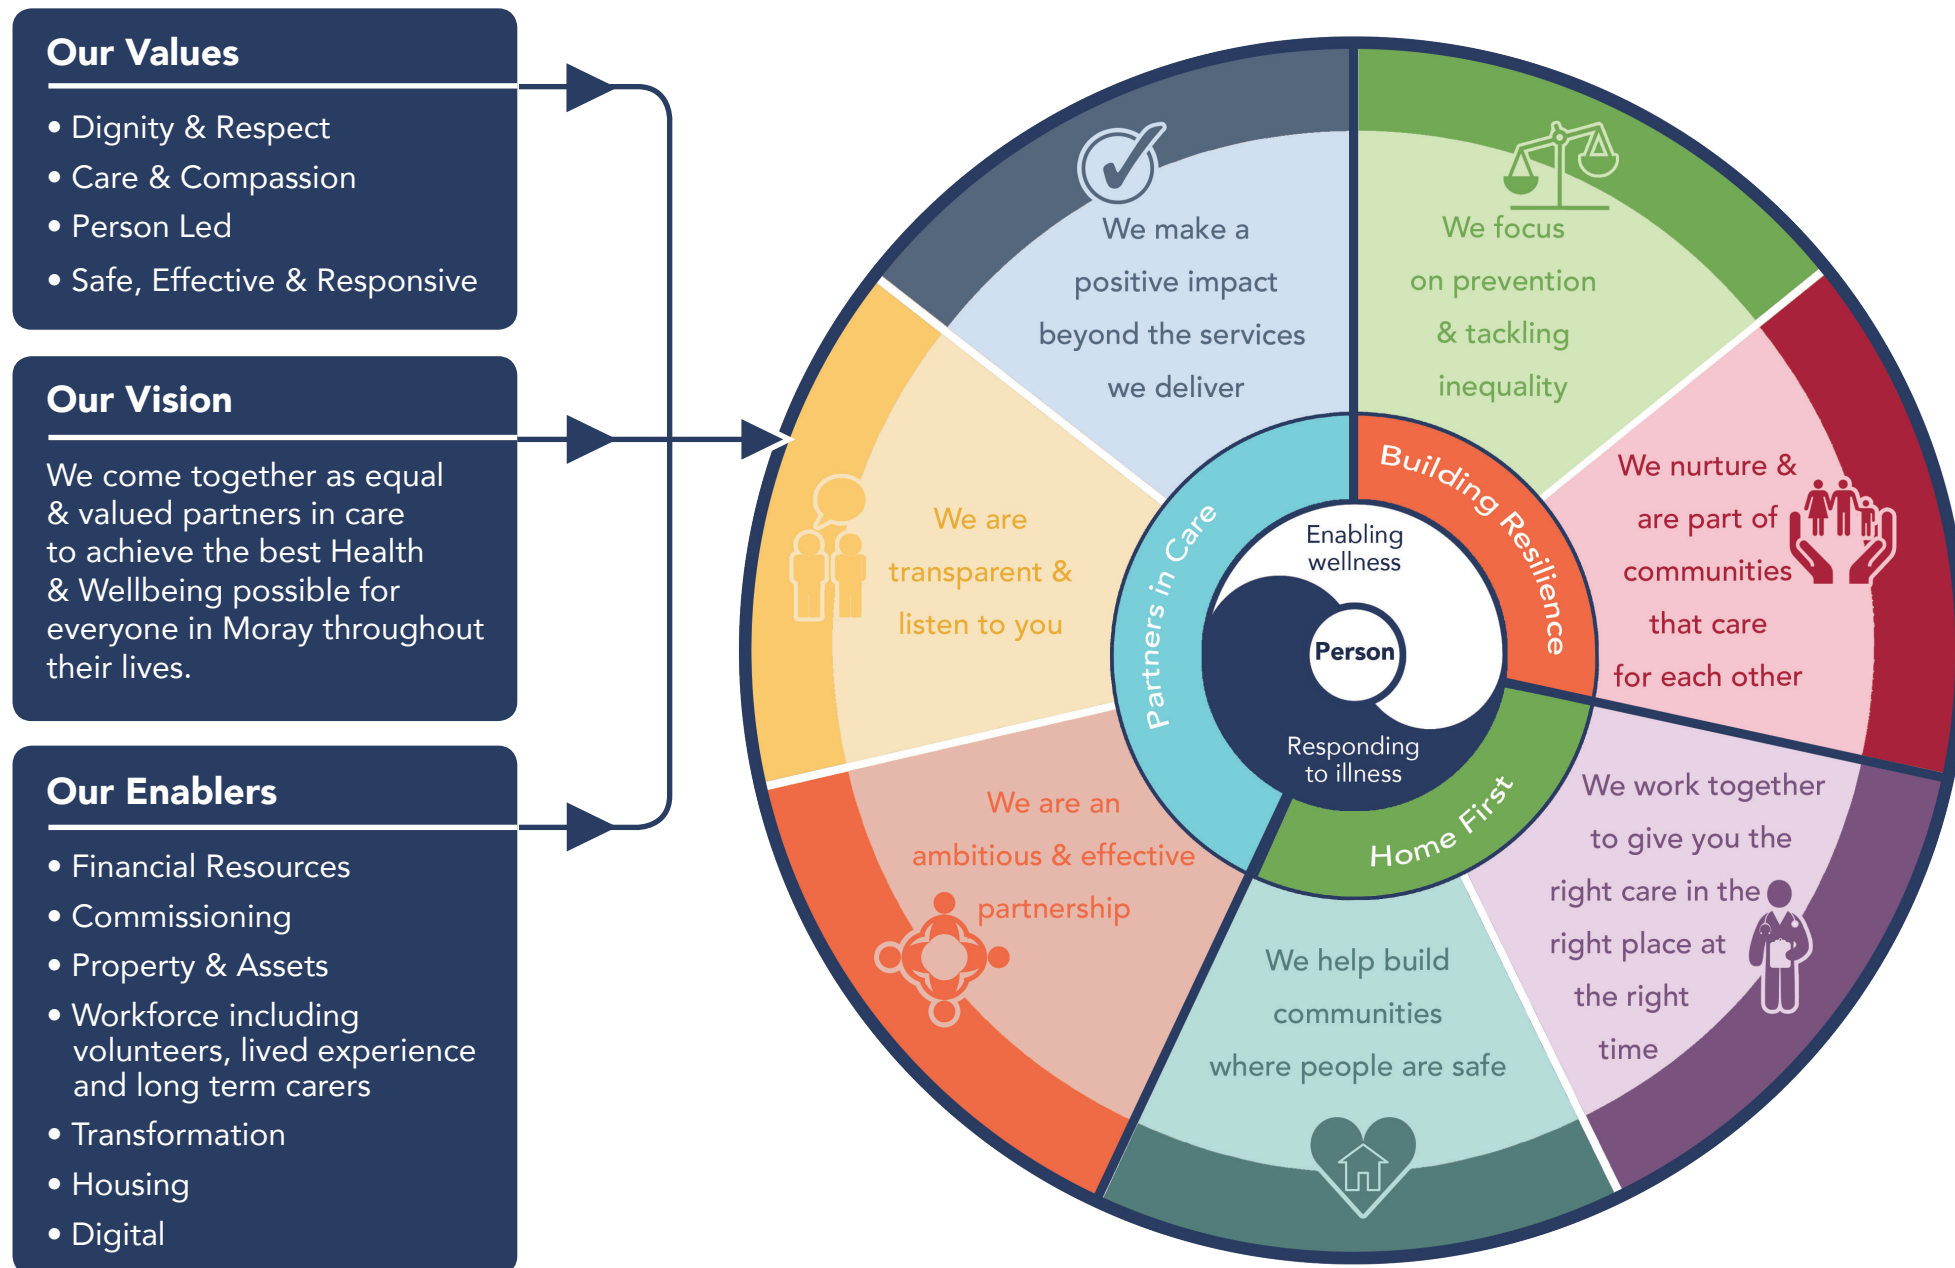 Our Values
• Dignity & Respect
• Care & Compassion
• Person Led
• Safe, Effective & Responsive
Our Vision
We come together as equal
& valued partners in care
to achieve the best Health
& Wellbeing possible for
everyone in Moray throughout
their lives.
Our Enablers
• Financial Resources
• Commissioning
• Property & Assets
• Workforce including
volunteers, lived experience
and long term carers
• Transformation
• Housing
• Digital
We make a
positive impact
beyond the services
we deliver
We focus
on prevention
& tackling
inequality
We nurture &
are part of
communities
that care
for each other
We work together
to give you the
right care in the
right place at
the right
time
We help build
communities
where people are safe
We are an
ambitious & effective
partnership
We are
transparent &
listen to you
Partners in Care
Building Resilience
Home First
Enabling
wellness
Person
Responding
to illness